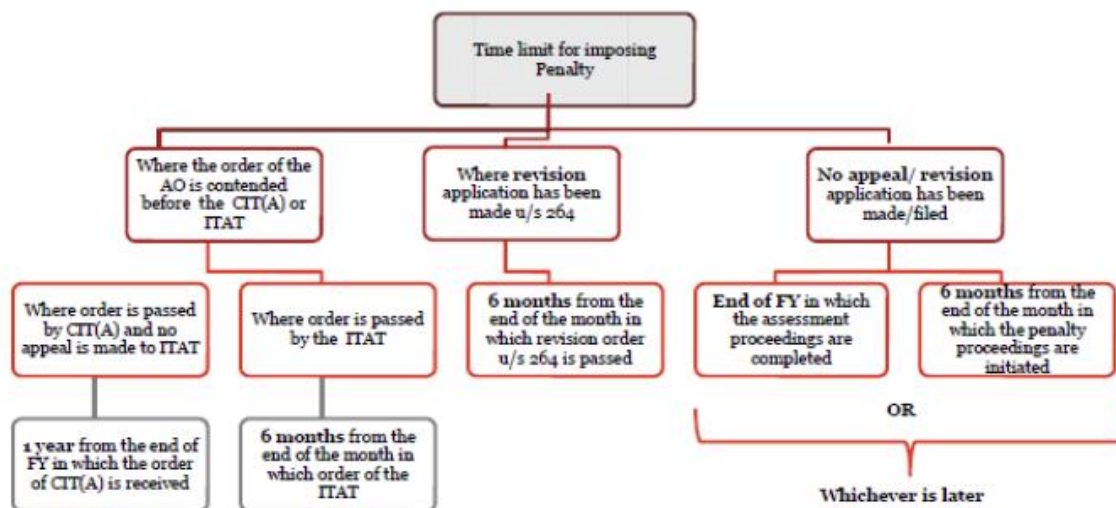 Time limit for imposing
Penalty
Where the order of the
AO is contended
before the CIT(A) or
ITAT
Where revision
application has been
made u/s 264
No appeal/ revision
application has been
made/filed
Where order is passed
by CIT(A) and no
appeal is made to ITAT
Where order is passed
by the ITAT
6 months from the
end of the month in
which revision order
u/s 264 is passed
End of FY in which
the assessment
proceedings are
completed
6 months from the
end of the month in
which the penalty
proceedings are
initiated
1 year from the end of
FY in which the order
of CIT(A) is received
6 months from the
end of the month in
which order of the
ITAT
OR
Whichever is later